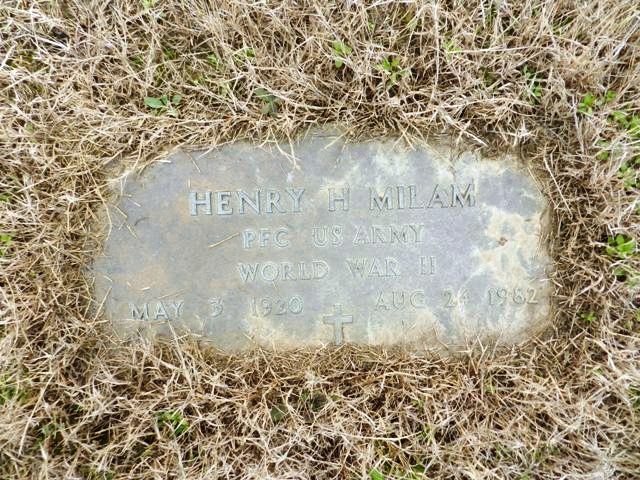 HENRY H MILAM
PFC US ARMY
WORLD WAR II
MAY 3 1920 AUG 24 1982